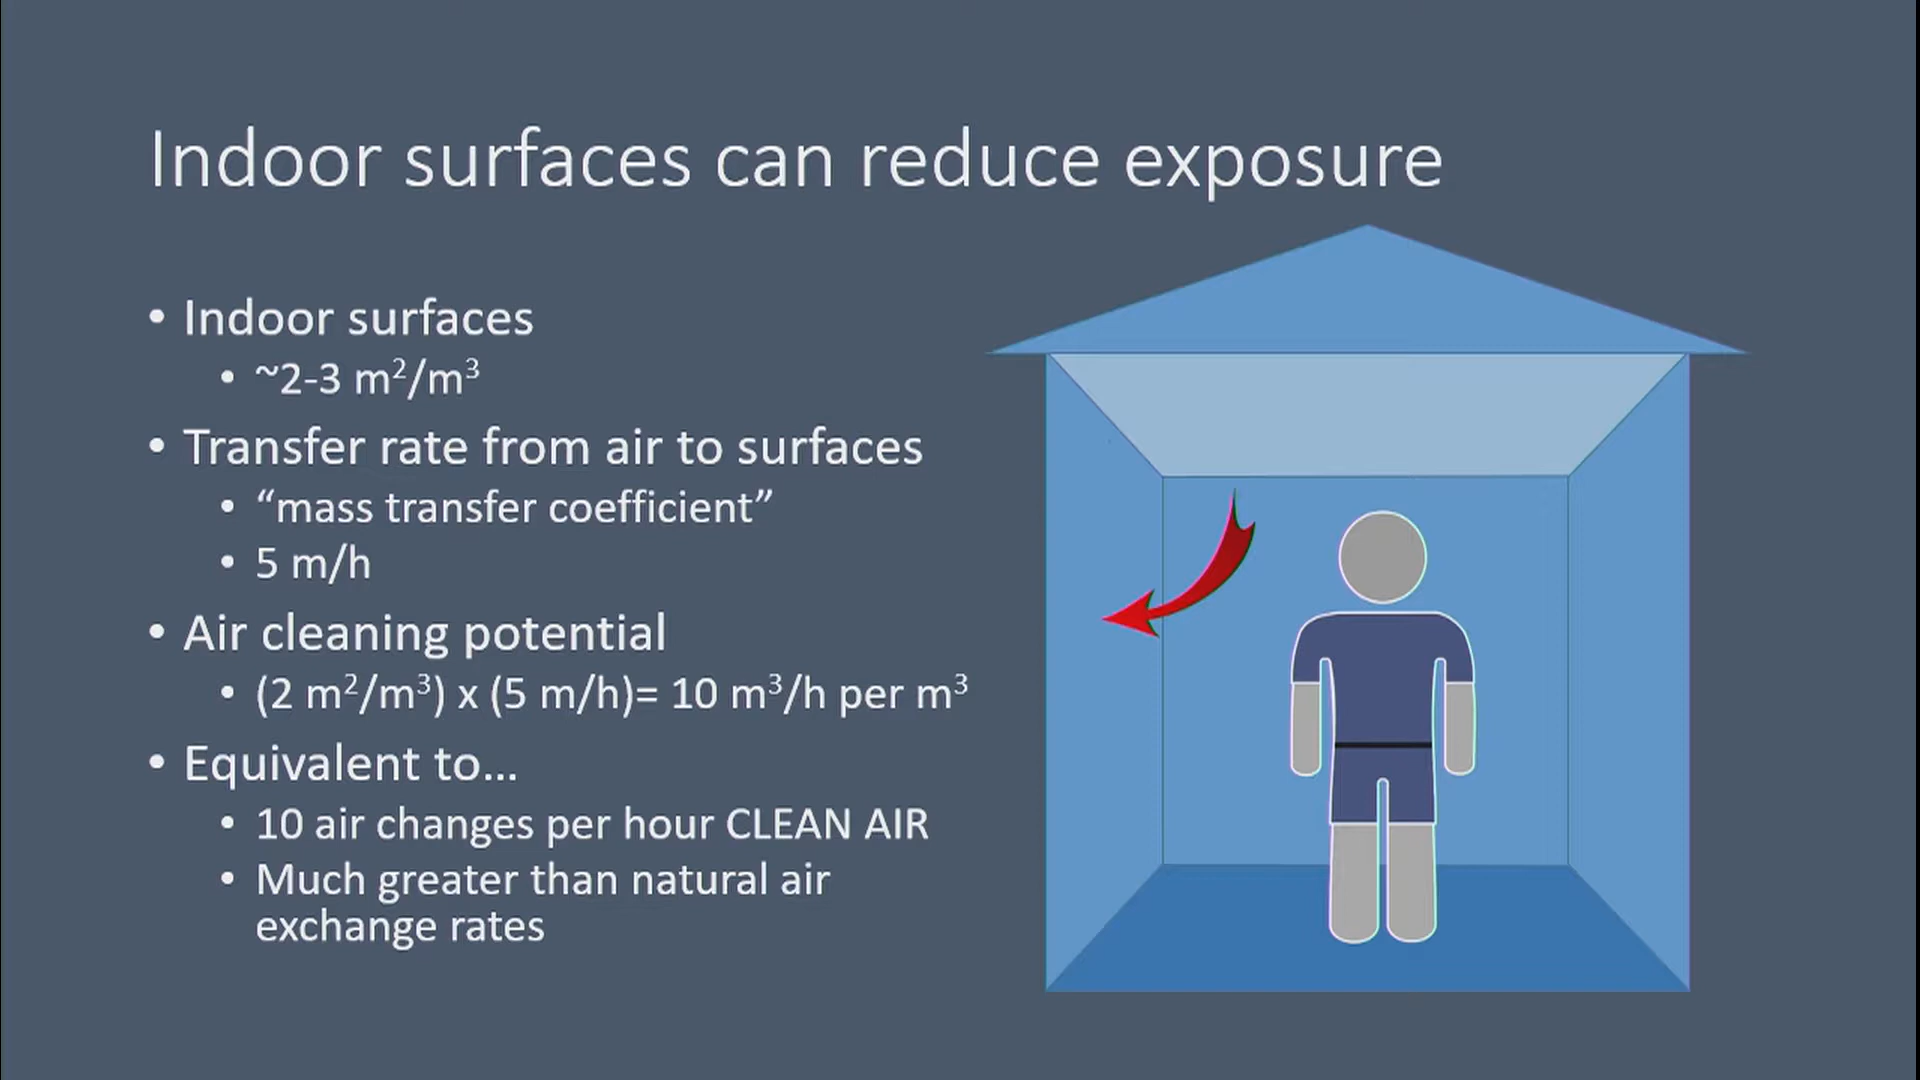 Indoor surfaces can reduce exposure
• Indoor surfaces
• ~2-3 m²/m³
• Transfer rate from air to surfaces
• “mass transfer coefficient”
• 5 m/h
• Air cleaning potential
• (2 m²/m³) x (5 m/h)= 10 m³/h per m³
• Equivalent to…
• 10 air changes per hour CLEAN AIR
• Much greater than natural air
exchange rates